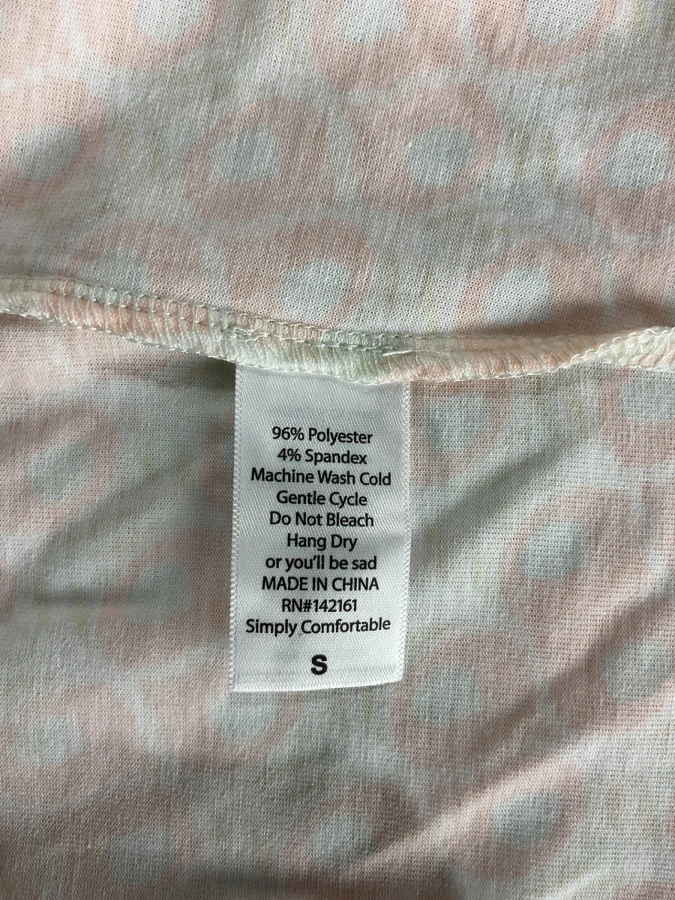 96% Polyester
4% Spandex
Machine Wash Cold
Gentle Cycle
Do Not Bleach
Hang Dry
or you'll be sad
MADE IN CHINA
RN#142161
Simply Comfortable
S